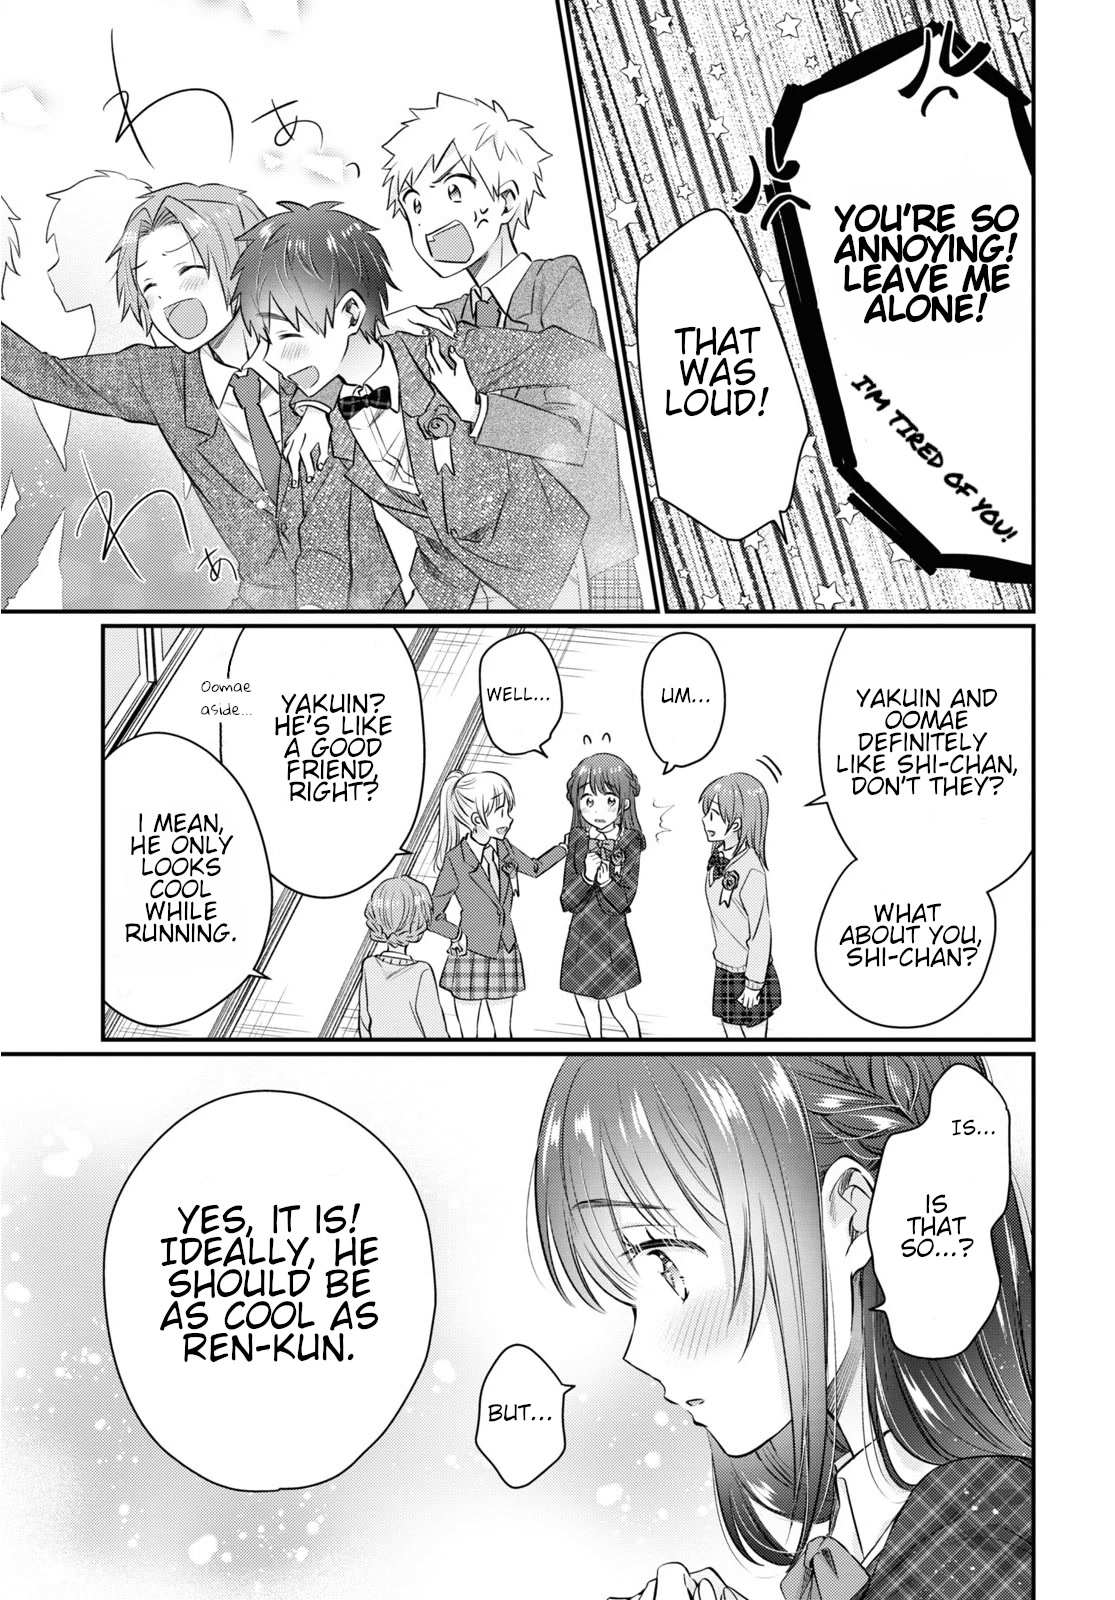 YOU'RE SO
ANNOYING!
LEAVE ME
ALONE!
I'M TIRED OF YOU!
THAT
WAS
LOUD!
わぁっ
わぁっ
YAKUIN AND
OOMAE
DEFINITELY
LIKE SHI-CHAN,
DON'T THEY?
WHAT
ABOUT YOU,
SHI-CHAN?
UM...
WELL...
YAKUIN?
HE'S LIKE
A GOOD
FRIEND,
RIGHT?
Oomae
aside...
I MEAN,
HE ONLY
LOOKS
COOL
WHILE
RUNNING.
IS...
IS
THAT
SO...?
YES, IT IS!
IDEALLY, HE
SHOULD BE
AS COOL AS
REN-KUN.
BUT...